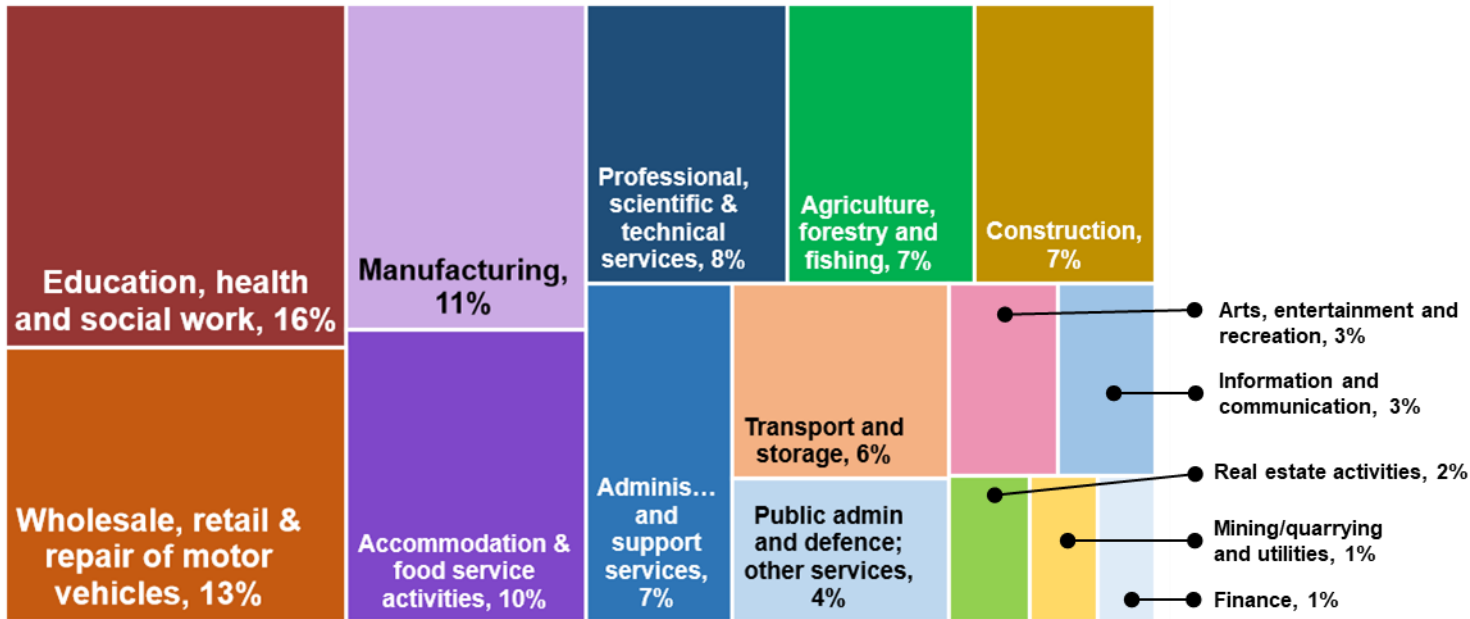 Education, health
and social work, 16%
Wholesale, retail &
repair of motor
vehicles, 13%
Manufacturing,
11%
Accommodation &
food service
activities, 10%
Professional,
scientific &
technical
services, 8%
Agriculture,
forestry and
fishing, 7%
Construction,
7%
Adminis...
and
support
services,
7%
Transport and
storage, 6%
Public admin
and defence;
other services,
4%
Arts, entertainment and
recreation, 3%
Information and
communication, 3%
Real estate activities, 2%
Mining/quarrying
and utilities, 1%
Finance, 1%